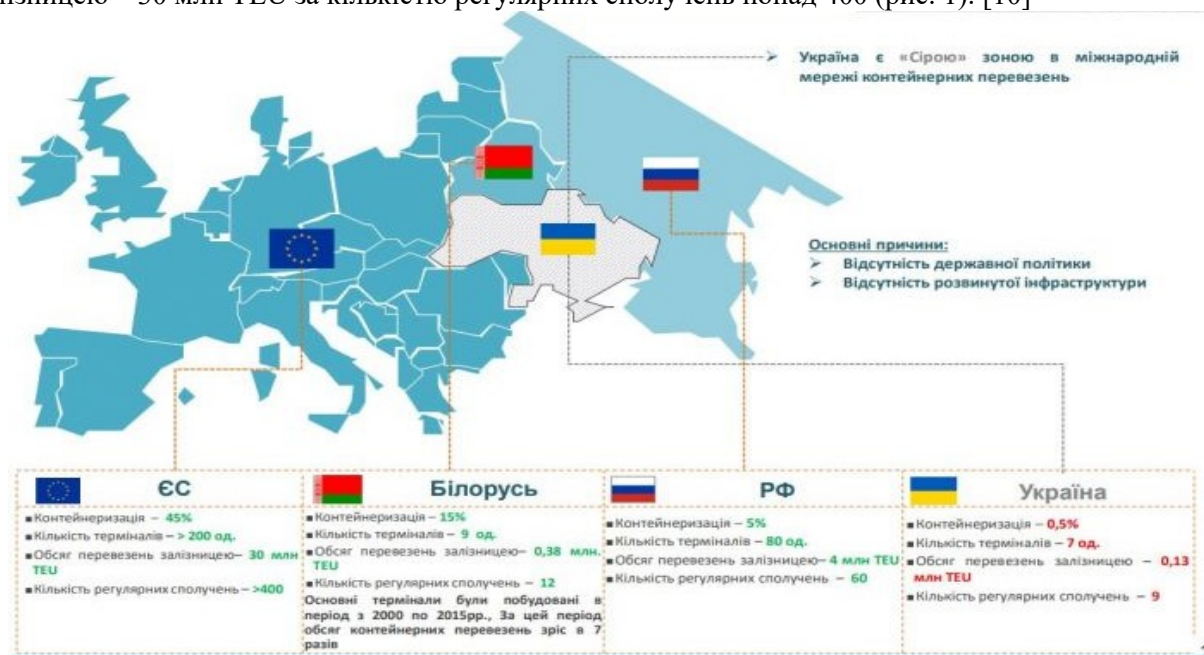 ізницею – 30 млн TEU за кількістю регулярних сполучень понад 400 (рис. 1). [10]
➢ Україна є «Сірою» зоною в міжнародній
мережі контейнерних перевезень
Основні причини:
➢ Відсутність державної політики
➢ Відсутність розвинутої інфраструктури
ЄС
▪Контейнеризація – 45%
▪Кількість терміналів – > 200 од.
▪Обсяг перевезень залізницею– 30 млн
TEU
▪Кількість регулярних сполучень – >400
Білорусь
▪Контейнеризація – 15%
▪Кількість терміналів – 9 од.
▪Обсяг перевезень залізницею– 0,38 млн.
TEU
▪Кількість регулярних сполучень – 12
Основні термінали були побудовані в
період з 2000 по 2015рр., За цей період
обсяг контейнерних перевезень зріс в 7
разів
РФ
▪Контейнеризація – 5%
▪Кількість терміналів – 80 од.
▪Обсяг перевезень залізницею – 4 млн TEU
▪Кількість регулярних сполучень – 60
Україна
▪Контейнеризація – 0,5%
▪Кількість терміналів – 7 од.
▪Обсяг перевезень залізницею – 0,13
млн TEU
▪Кількість регулярних сполучень – 9